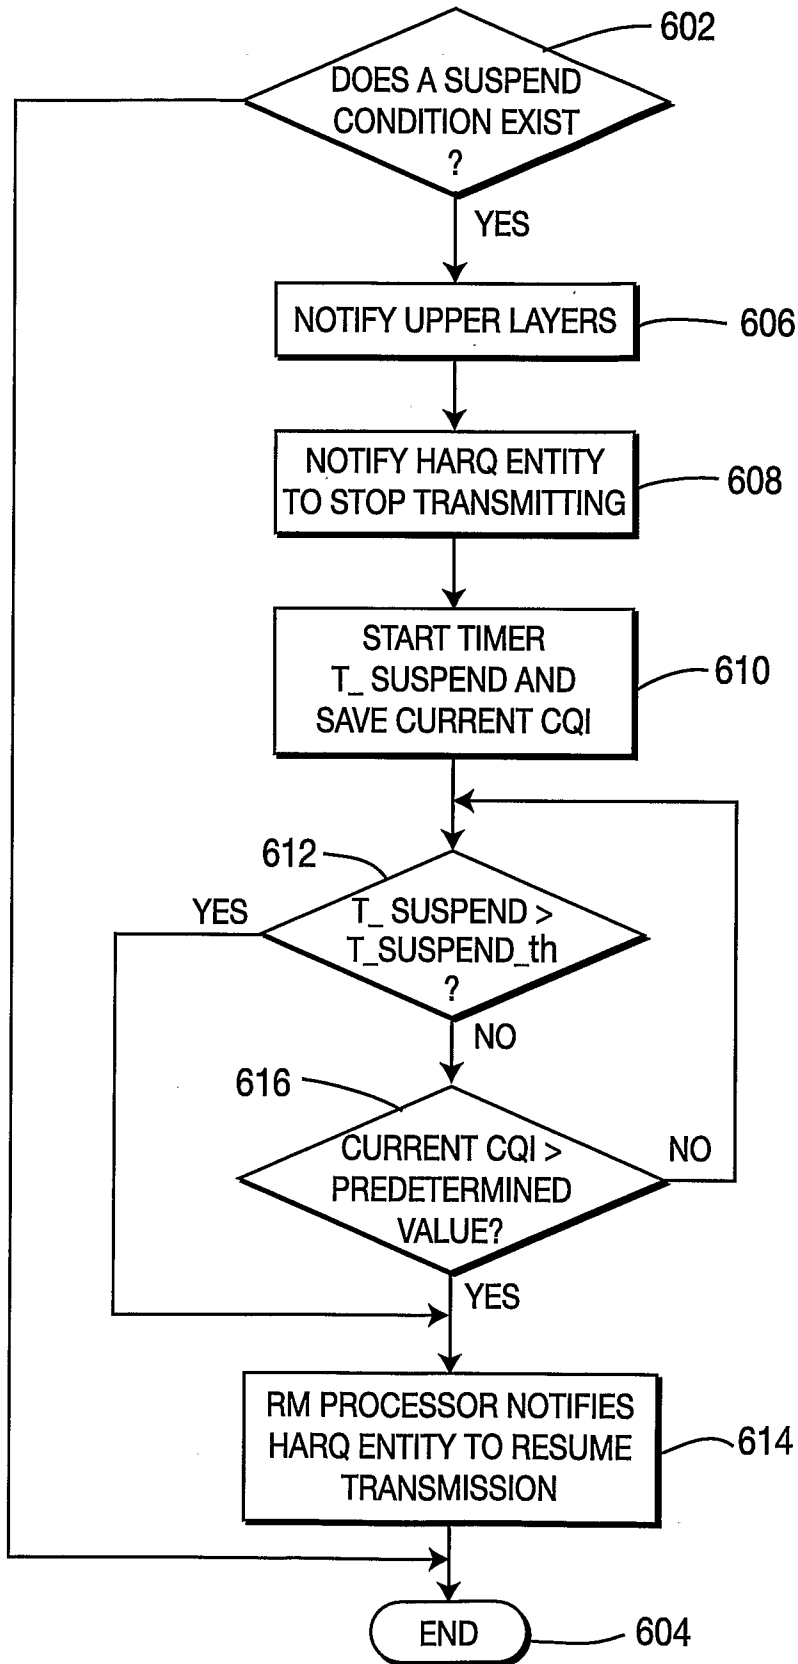 602
DOES A SUSPEND
CONDITION EXIST
?
YES
NOTIFY UPPER LAYERS
606
NOTIFY HARQ ENTITY
TO STOP TRANSMITTING
608
START TIMER
T_ SUSPEND AND
SAVE CURRENT CQI
610
612
YES
T_ SUSPEND >
T_SUSPEND_th
?
NO
616
CURRENT CQI >
PREDETERMINED
VALUE?
NO
YES
RM PROCESSOR NOTIFIES
HARQ ENTITY TO RESUME
TRANSMISSION
614
END
604